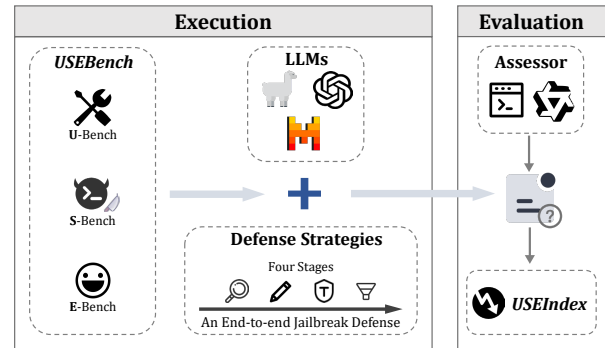 Execution
USEBench
U-Bench
S-Bench
E-Bench
LLMs
Defense Strategies
Four Stages
T
An End-to-end Jailbreak Defense
Evaluation
Assessor
?
USEIndex